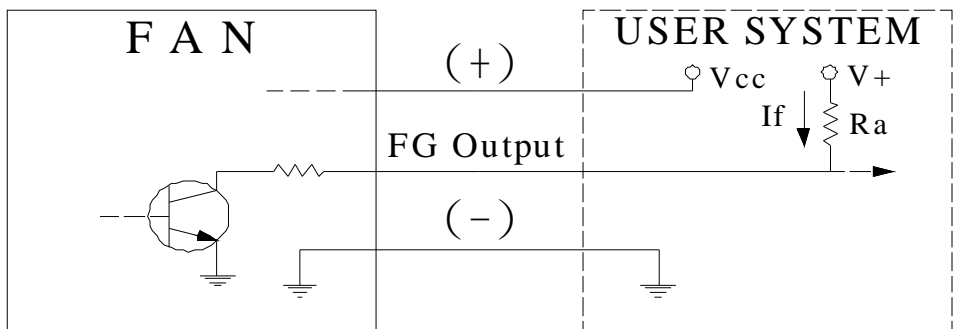 F A N
USER SYSTEM
(+)
Vcc
V+
If
Ra
FG Output
(-)